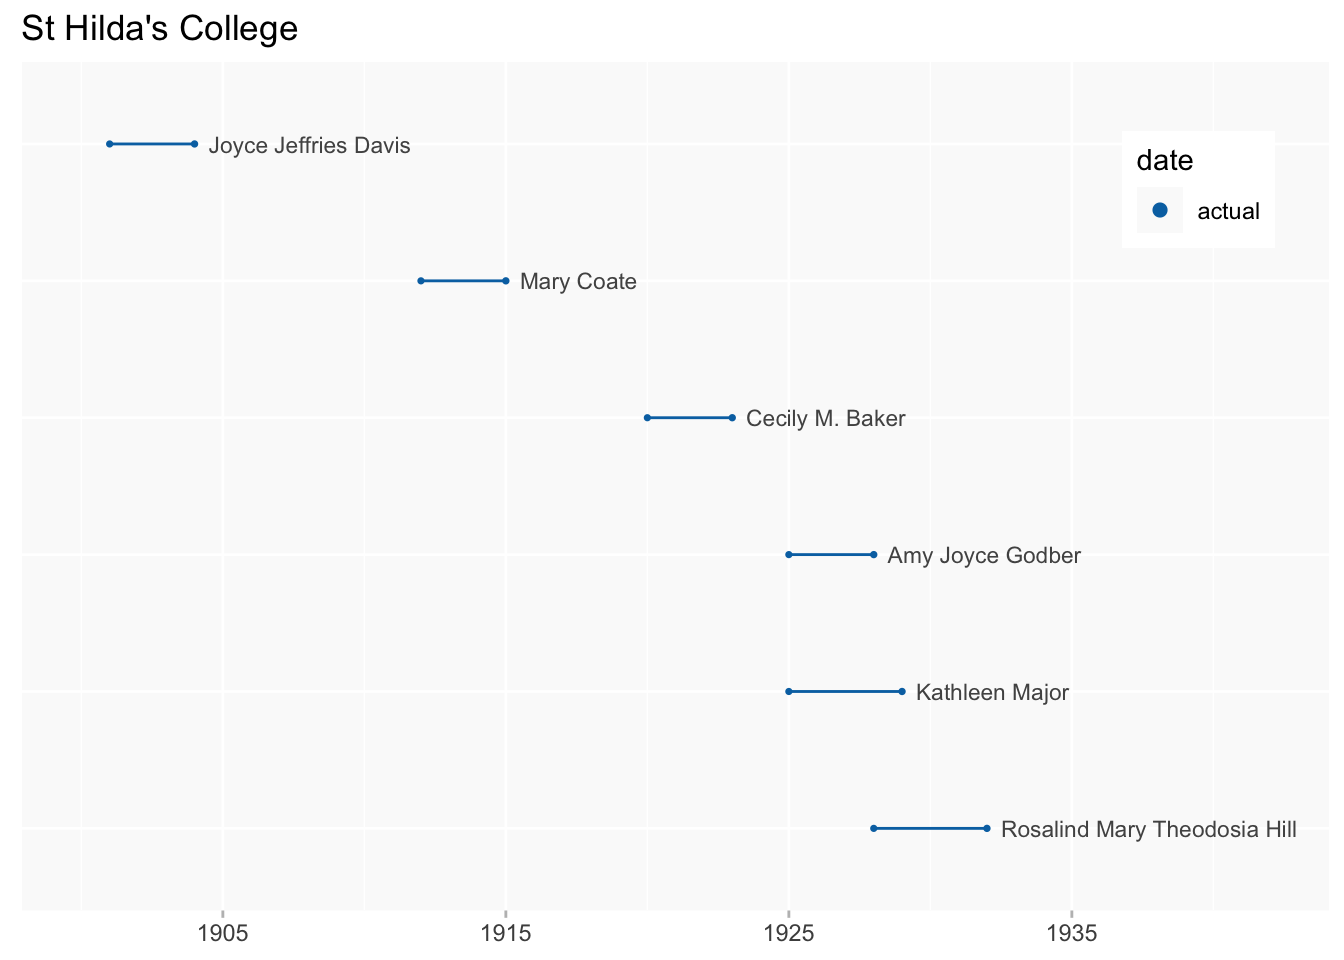 St Hilda's College
Joyce Jeffries Davis
date
actual
Mary Coate
Cecily M. Baker
Amy Joyce Godber
Kathleen Major
Rosalind Mary Theodosia Hill
1905 1915 1925 1935